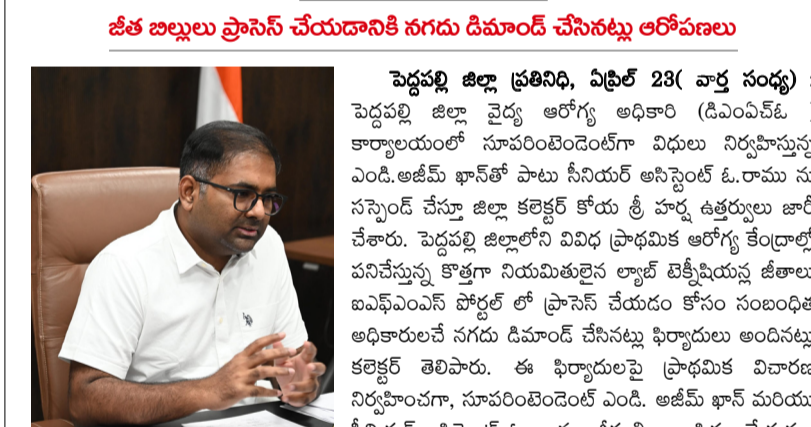 జీత బిల్లులు ప్రాసెస్ చేయడానికి నగదు డిమాండ్ చేసినట్లు ఆరోపణలు
పెద్దపల్లి జిల్లా ప్రతినిధి, ఏప్రిల్ 23( వార్త సంధ్య) :
పెద్దపల్లి జిల్లా వైద్య ఆరోగ్య అధికారి (డిఎంఏచ్ఓ
కార్యాలయంలో సూపరింటెండెంట్‌గా విధులు నిర్వహిస్తున్న
ఎండి.అజీమ్ ఖాన్‌తో పాటు సీనియర్ అసిస్టెంట్ ఓ.రాము ను
సస్పెండ్ చేస్తూ జిల్లా కలెక్టర్ కోయ శ్రీ హర్ష ఉత్తర్వులు జారీ
చేశారు. పెద్దపల్లి జిల్లాలోని వివిధ ప్రాథమిక ఆరోగ్య కేంద్రాల్లో
పనిచేస్తున్న కొత్తగా నియమితులైన ల్యాబ్ టెక్నీషియన్ల జీతాలు
ఐఎఫ్ఎంఎస్ పోర్టల్ లో ప్రాసెస్ చేయడం కోసం సంబంధిత
అధికారులచే నగదు డిమాండ్ చేసినట్లు ఫిర్యాదులు అందినట్లు
కలెక్టర్ తెలిపారు. ఈ ఫిర్యాదులపై ప్రాథమిక విచారణ
నిర్వహించగా, సూపరింటెండెంట్ ఎండి. అజీమ్ ఖాన్ మరియు